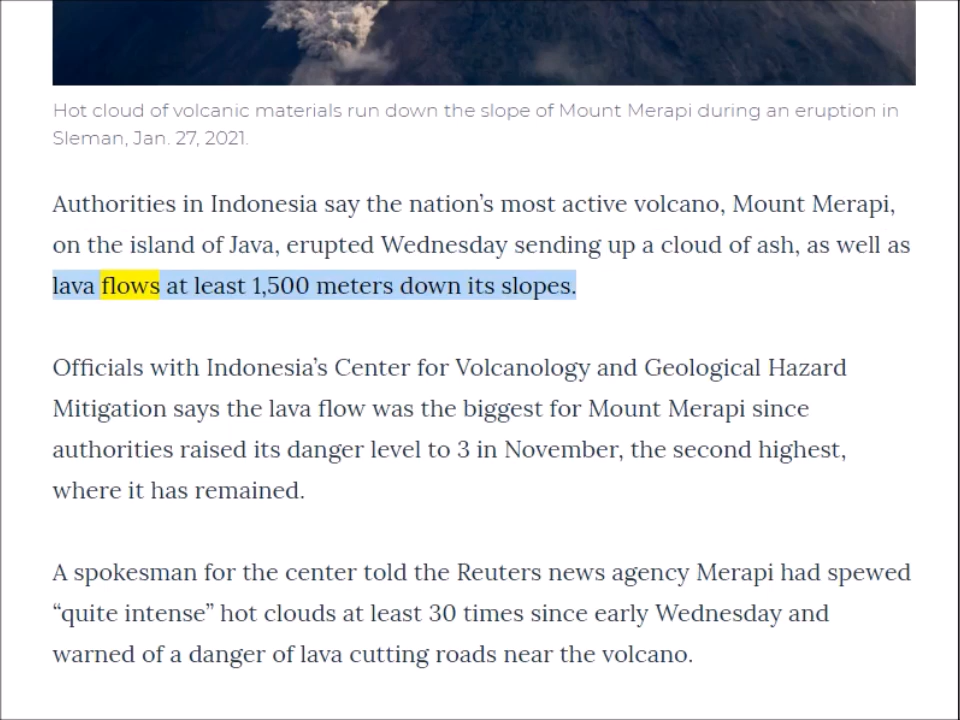 Hot cloud of volcanic materials run down the slope of Mount Merapi during an eruption in
Sleman, Jan. 27, 2021.
Authorities in Indonesia say the nation’s most active volcano, Mount Merapi,
on the island of Java, erupted Wednesday sending up a cloud of ash, as well as
lava flows at least 1,500 meters down its slopes.
Officials with Indonesia’s Center for Volcanology and Geological Hazard
Mitigation says the lava flow was the biggest for Mount Merapi since
authorities raised its danger level to 3 in November, the second highest,
where it has remained.
A spokesman for the center told the Reuters news agency Merapi had spewed
“quite intense” hot clouds at least 30 times since early Wednesday and
warned of a danger of lava cutting roads near the volcano.